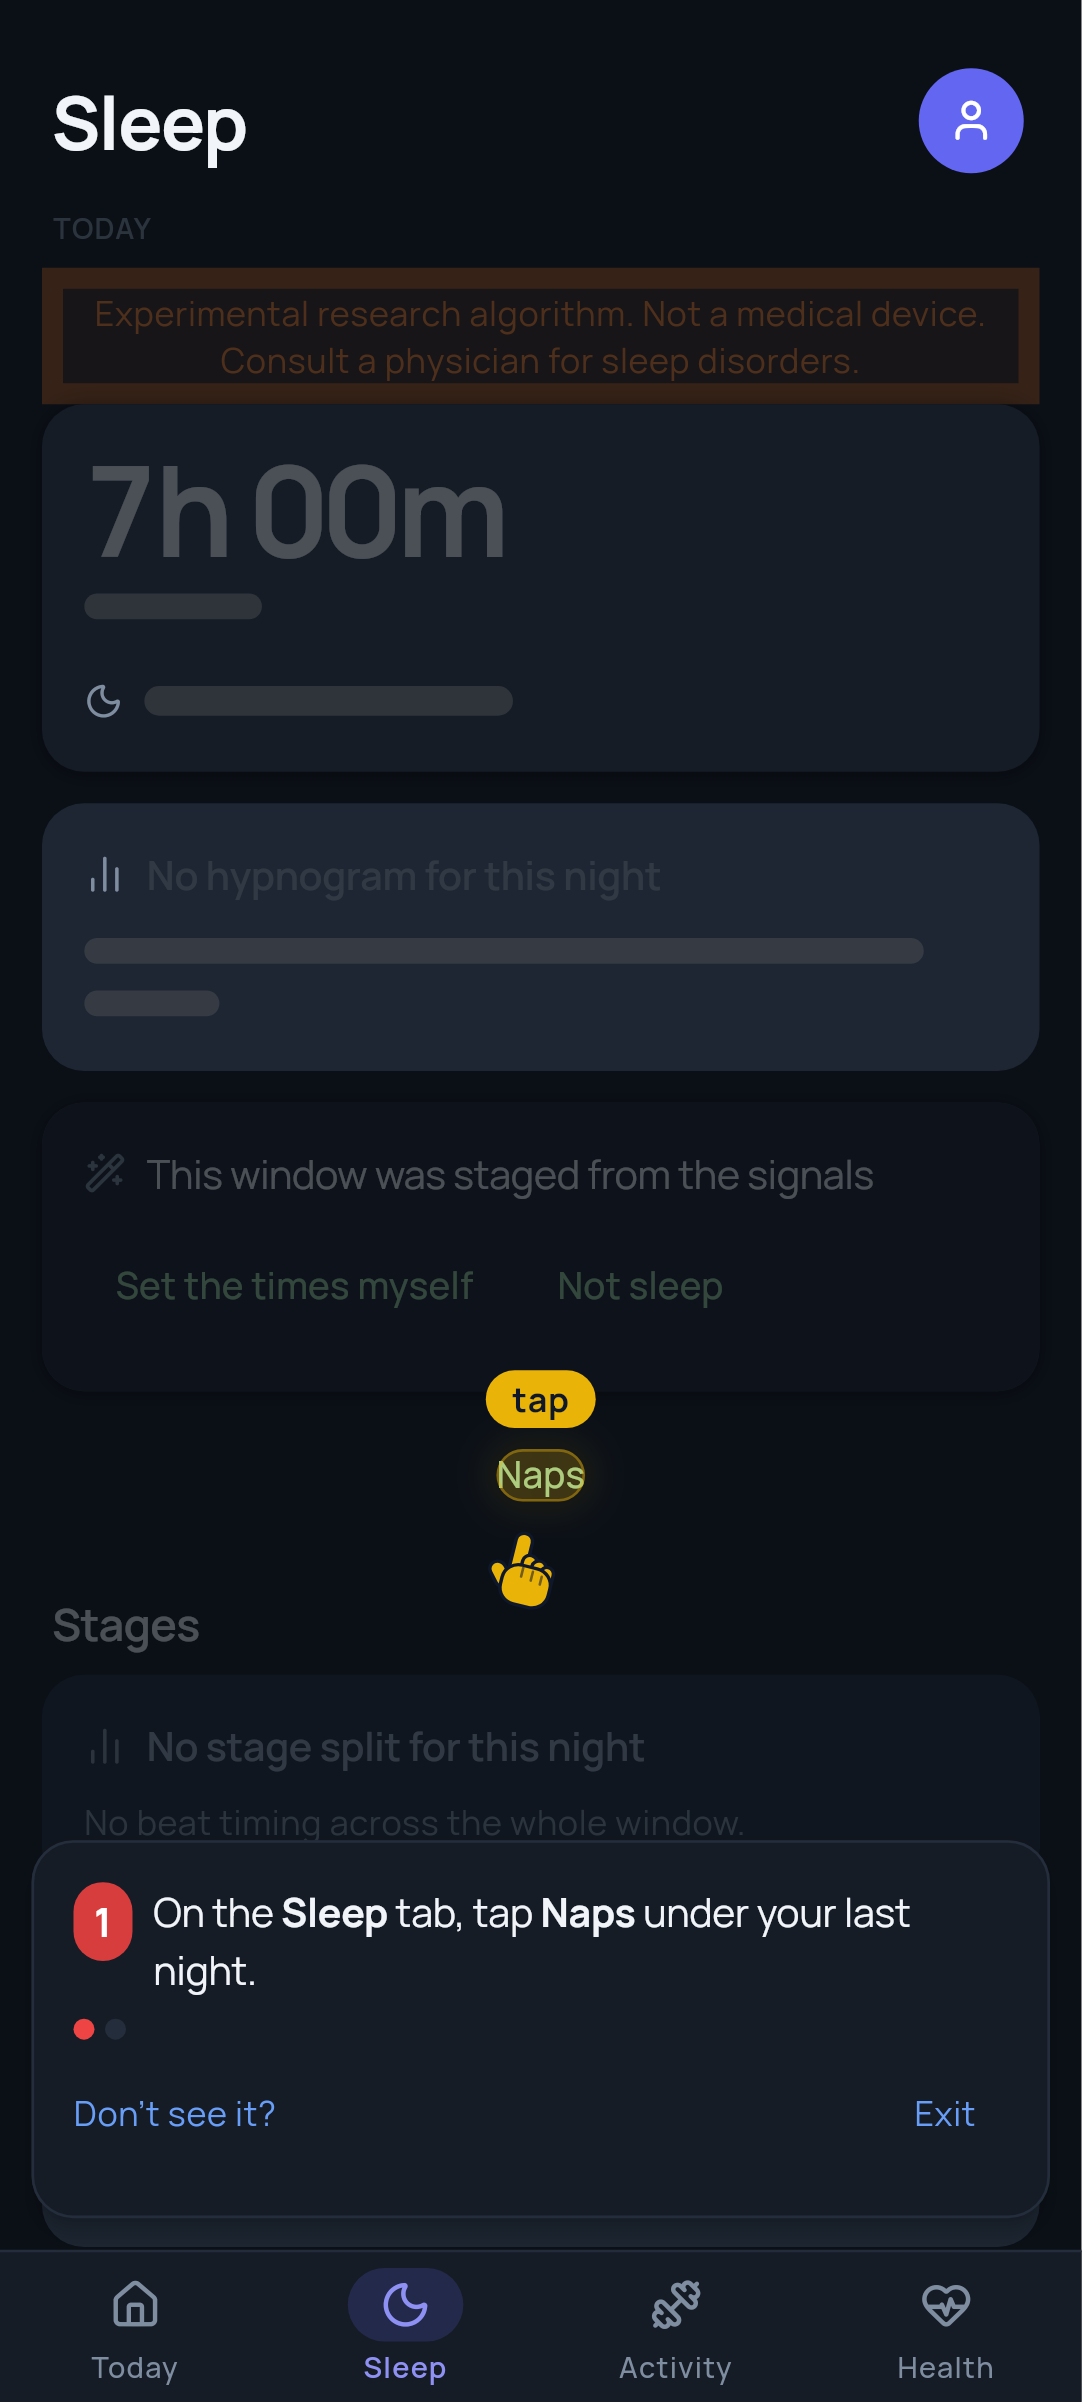 Sleep
TODAY
Experimental research algorithm. Not a medical device.
Consult a physician for sleep disorders.
7h 00m
No hypnogram for this night
This window was staged from the signals
Set the times myself
Not sleep
tap
Naps
Stages
No stage split for this night
No beat timing across the whole window.
1
On the Sleep tab, tap Naps under your last
night.
Don't see it?
Exit
Today
Sleep
Activity
Health